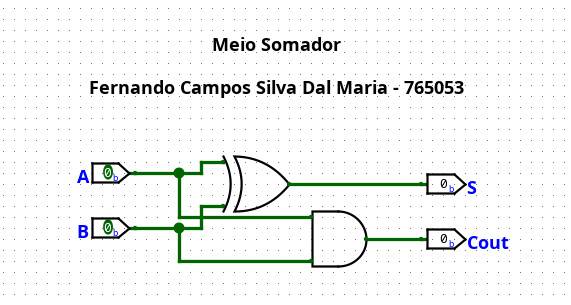 Meio Somador
Fernando Campos Silva Dal Maria - 765053
A 0b
0b S
B 0b
0b Cout